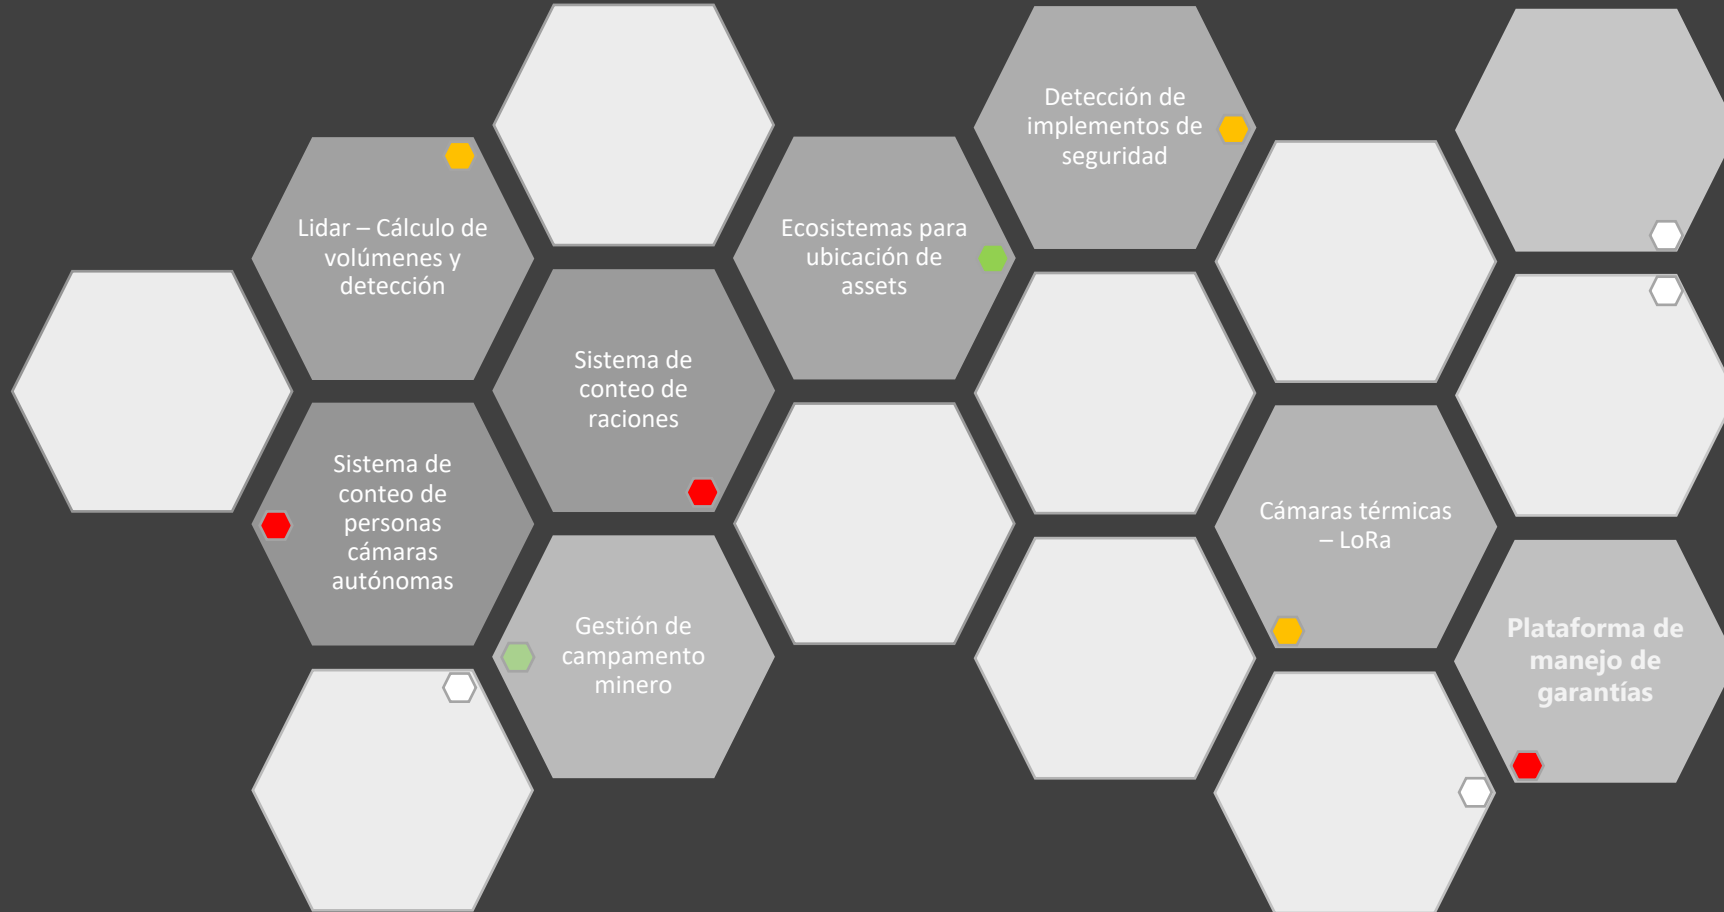 Detección de
implementos de
seguridad
Lidar – Cálculo de
volúmenes y
detección
Ecosistemas para
ubicación de
assets
Sistema de
conteo de
raciones
Sistema de
conteo de
personas
cámaras
autónomas
Cámaras térmicas
– LoRa
Gestión de
campamento
minero
Plataforma de
manejo de
garantías